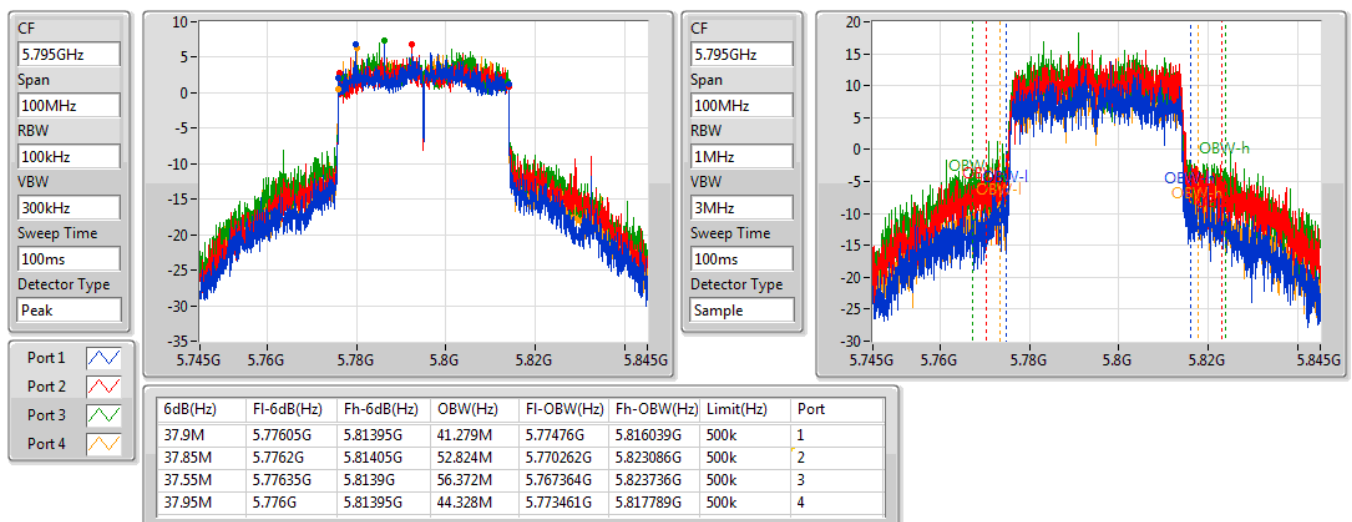 CF
5.795GHz
Span
100MHz
RBW
100kHz
VBW
300kHz
Sweep Time
100ms
Detector Type
Peak
10
5
0
-5
-10
-15
-20
-25
-30
-35
5.745G 5.76G 5.78G 5.8G 5.82G 5.845G
CF
5.795GHz
Span
100MHz
RBW
1MHz
VBW
3MHz
Sweep Time
100ms
Detector Type
Sample
20
15
10
5
0
-5
-10
-15
-20
-25
-30
OBW-h
OBW-l
OBW-l
5.745G 5.76G 5.78G 5.8G 5.82G 5.845G
Port 1
Port 2
Port 3
Port 4
6dB(Hz) Fl-6dB(Hz) Fh-6dB(Hz) OBW(Hz) Fl-OBW(Hz) Fh-OBW(Hz) Limit(Hz) Port
37.9M 5.77605G 5.81395G 41.279M 5.77476G 5.816039G 500k 1
37.85M 5.7762G 5.81405G 52.824M 5.770262G 5.823086G 500k 2
37.55M 5.77635G 5.8139G 56.372M 5.767364G 5.823736G 500k 3
37.95M 5.776G 5.81395G 44.328M 5.773461G 5.817789G 500k 4